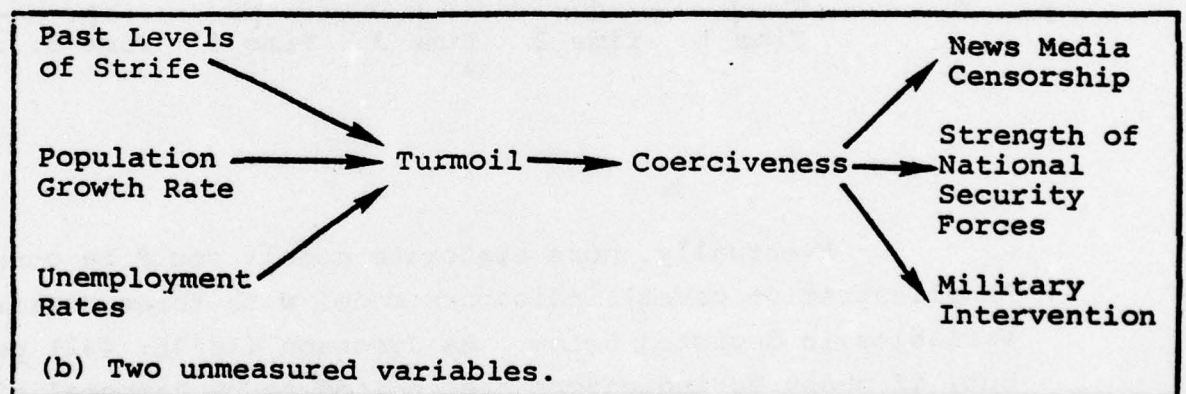 Past Levels
of Strife
Population
Growth Rate
Unemployment
Rates
Turmoil
Coerciveness
News Media
Censorship
Strength of
National
Security
Forces
Military
Intervention
(b) Two unmeasured variables.